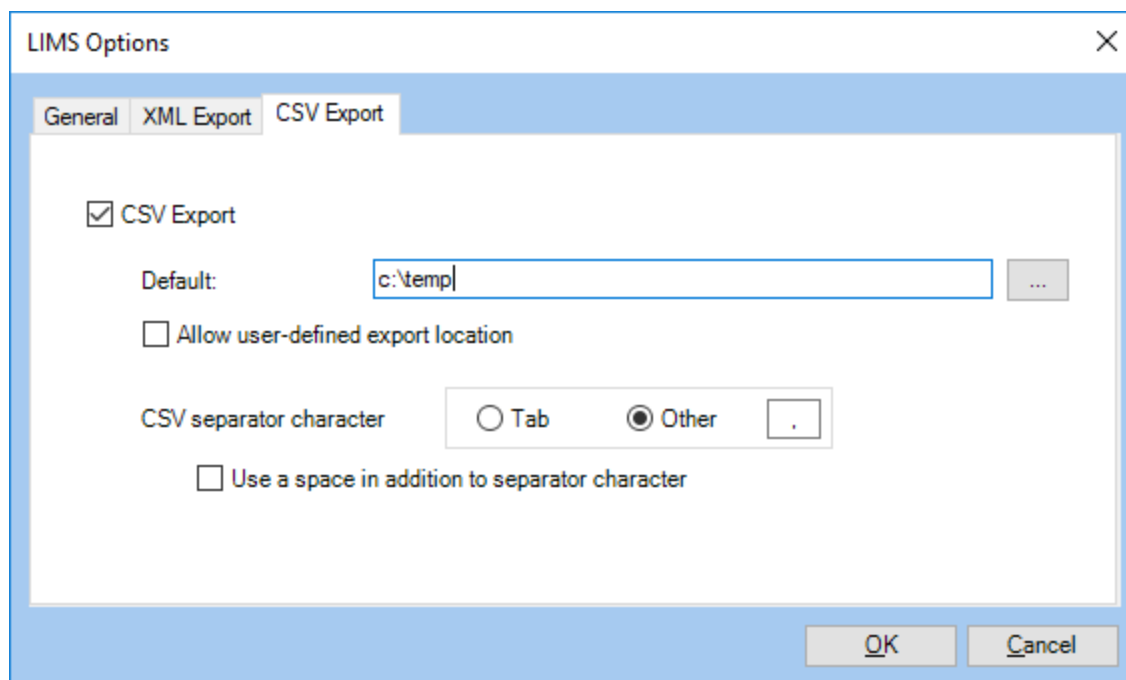 LIMS Options
General XML Export CSV Export
CSV Export
Default: c:\temp ...
Allow user-defined export location
CSV separator character Tab Other ,
Use a space in addition to separator character
OK Cancel